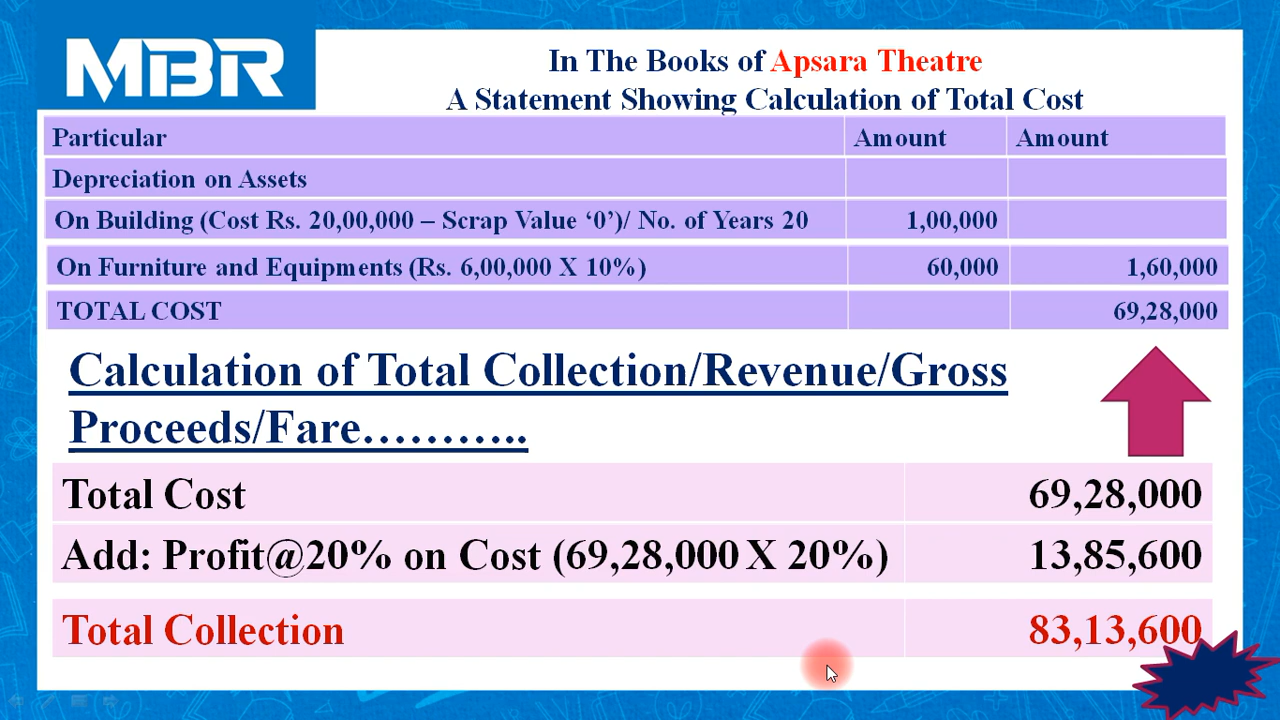 MBR
In The Books of Apsara Theatre
A Statement Showing Calculation of Total Cost
Particular Amount Amount
Depreciation on Assets
On Building (Cost Rs. 20,00,000 – Scrap Value ‘0’)/ No. of Years 20 1,00,000
On Furniture and Equipments (Rs. 6,00,000 X 10%) 60,000 1,60,000
TOTAL COST 69,28,000
Calculation of Total Collection/Revenue/Gross
Proceeds/Fare………..
Total Cost 69,28,000
Add: Profit@20% on Cost (69,28,000 X 20%) 13,85,600
Total Collection 83,13,600